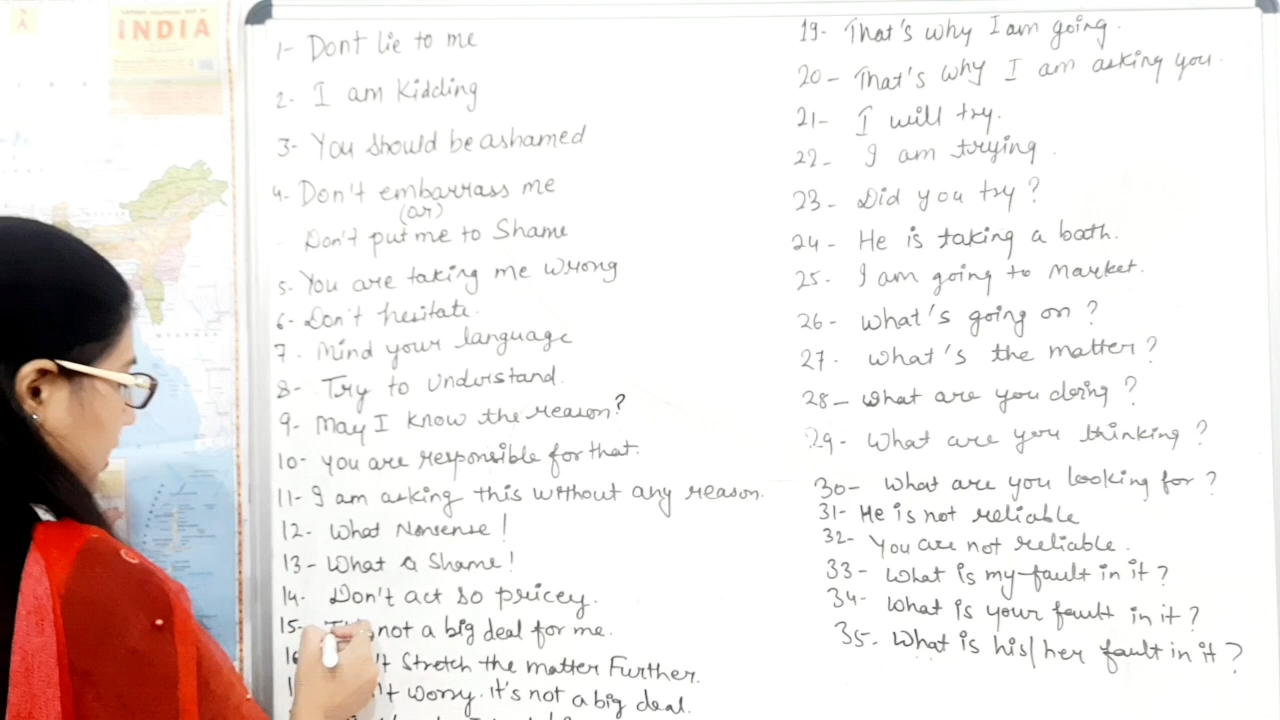 INDIA
1- Dont lie to me
2- I am Kidding
3- You should be ashamed
4- Don't embarrass me
(or)
Don't put me to Shame
5- You are taking me wrong
6- Don't hesitate.
7. Mind your language
8- Try to Understand.
9- May I know the reason?
10- You are responsible for that.
11- I am asking this without any reason.
12- What Nonsense!
13- What a Shame!
14- Don't act so pricey.
15- not a big deal for me.
Stretch the matter Further.
worry. it's not a big deal.
19- That's why I am going.
20- That's why I am asking you.
21- I will try.
22- I am trying.
23- Did you try?
24- He is taking a bath.
25. I am going to market.
26- What's going on?
27- What's the matter?
28- What are you doing?
29- What are you thinking?
30- What are you looking for?
31- He is not reliable
32- You are not reliable.
33- What is my fault in it?
34- What is your fault in it?
35. What is his/her fault in it?